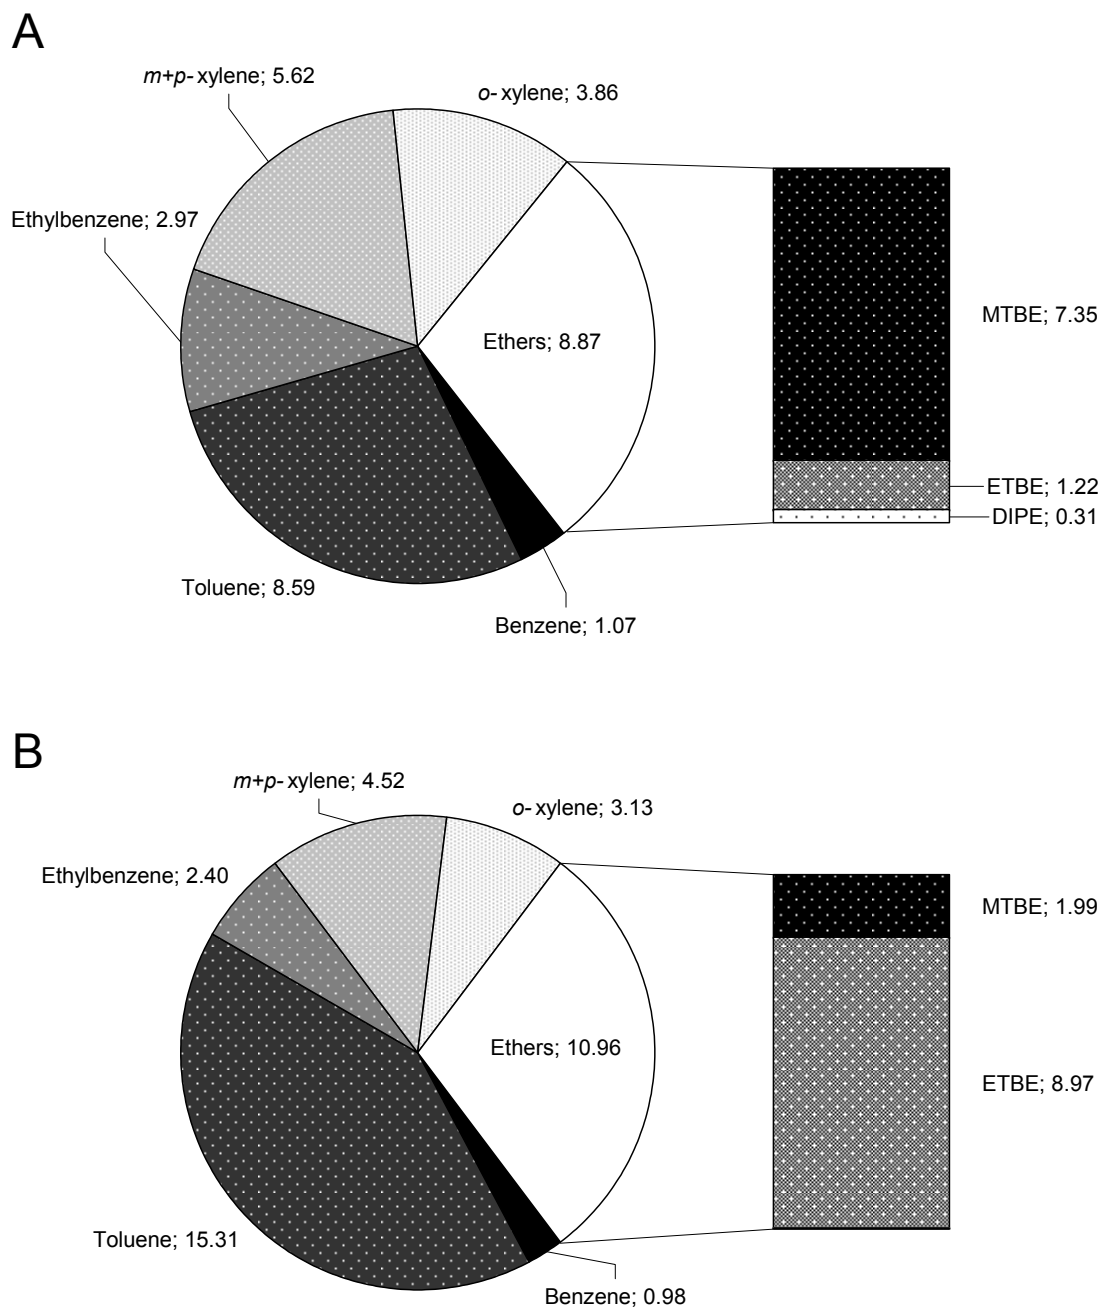 A
m+p- xylene; 5.62
o- xylene; 3.86
Ethylbenzene; 2.97
Ethers; 8.87
MTBE; 7.35
ETBE; 1.22
DIPE; 0.31
Toluene; 8.59
Benzene; 1.07
B
m+p- xylene; 4.52
o- xylene; 3.13
Ethylbenzene; 2.40
MTBE; 1.99
Ethers; 10.96
ETBE; 8.97
Toluene; 15.31
Benzene; 0.98